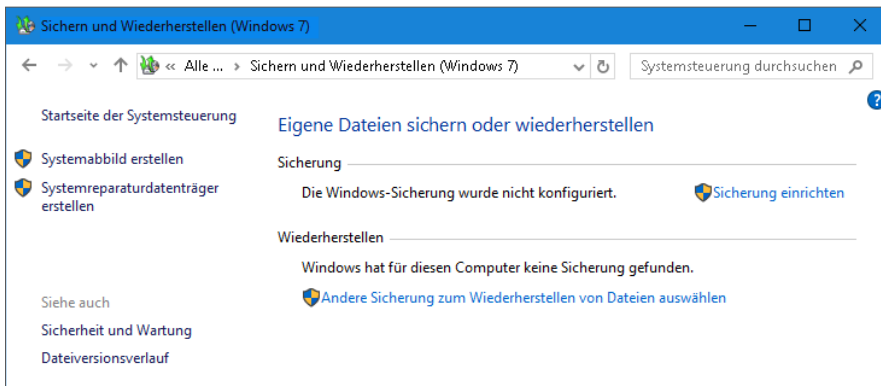 Sichern und Wiederherstellen (Windows 7)
« Alle ... › Sichern und Wiederherstellen (Windows 7)
Systemsteuerung durchsuchen
?
Startseite der Systemsteuerung
Systemabbild erstellen
Systemreparaturdatenträger
erstellen
Siehe auch
Sicherheit und Wartung
Dateiversionsverlauf
Eigene Dateien sichern oder wiederherstellen
Sicherung
Die Windows-Sicherung wurde nicht konfiguriert.
Sicherung einrichten
Wiederherstellen
Windows hat für diesen Computer keine Sicherung gefunden.
Andere Sicherung zum Wiederherstellen von Dateien auswählen